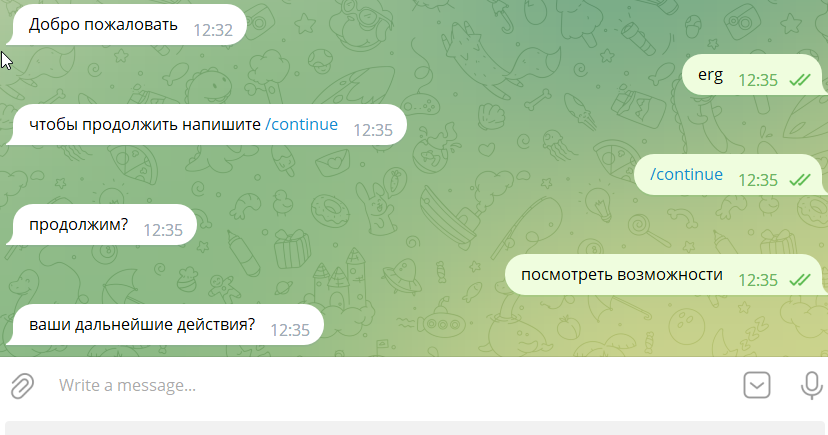 Добро пожаловать 12:32
erg 12:35
чтобы продолжить напишите /continue 12:35
/continue 12:35
продолжим? 12:35
посмотреть возможности 12:35
ваши дальнейшие действия? 12:35
Write a message...